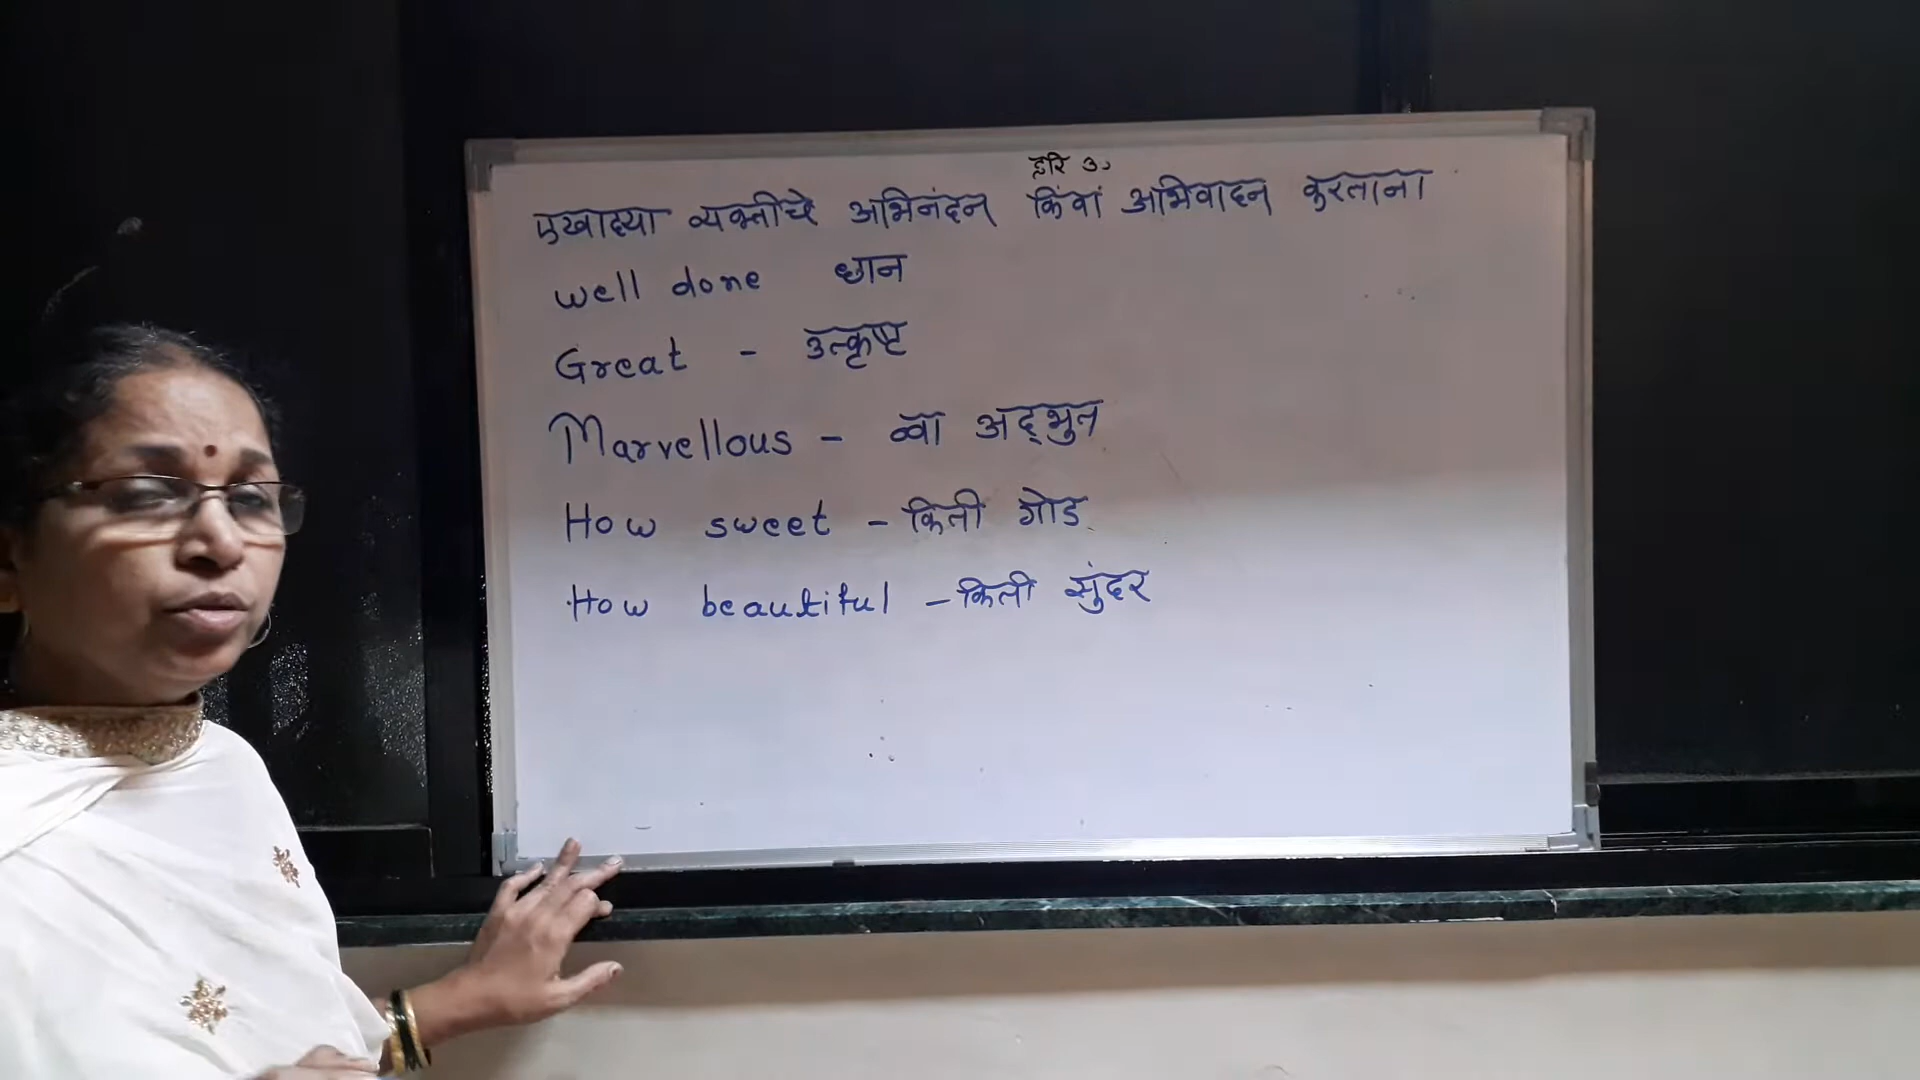 हरि ॐ
एखाद्या व्यक्तीचे अभिनंदन किंवा अभिवादन करताना
Well done छान
Great - उत्कृष्ट
Marvellous - व्वा अद्भुत
How sweet - किती गोड
How beautiful - किती सुंदर